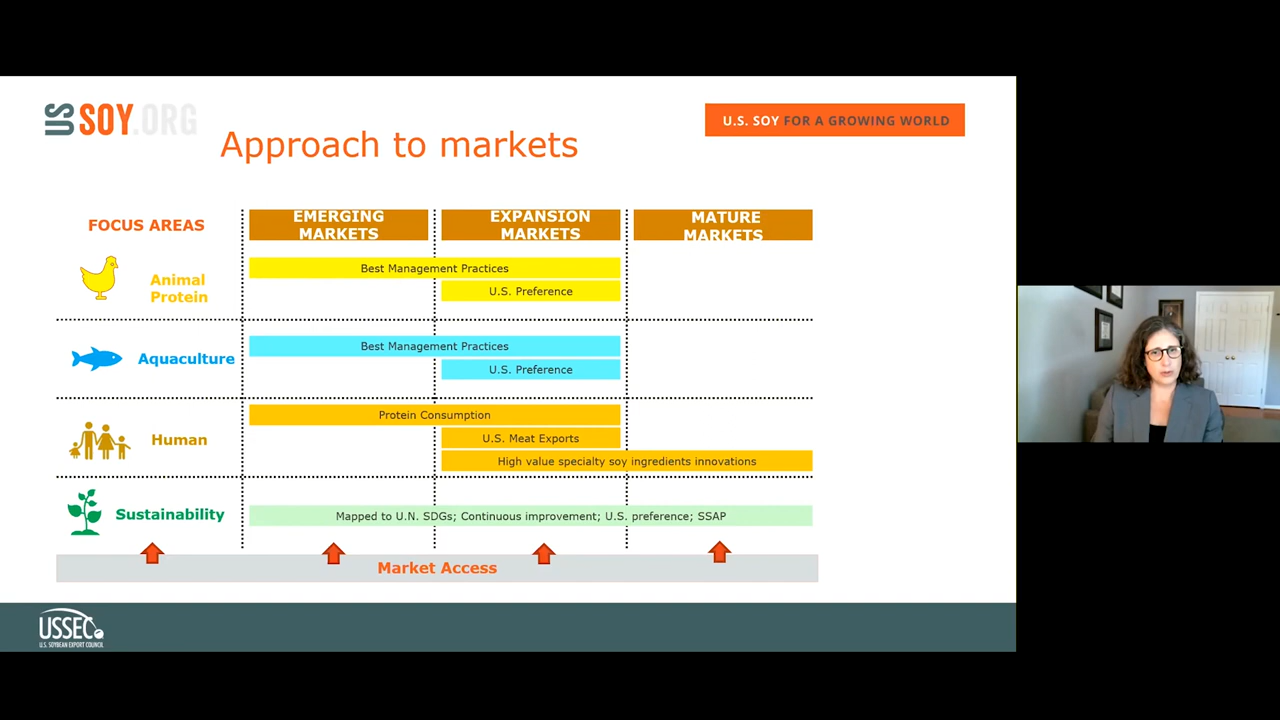 US SOY.ORG
U.S. SOY FOR A GROWING WORLD
Approach to markets
FOCUS AREAS
EMERGING
MARKETS
EXPANSION
MARKETS
MATURE
MARKETS
Animal
Protein
Best Management Practices
U.S. Preference
Aquaculture
Best Management Practices
U.S. Preference
Human
Protein Consumption
U.S. Meat Exports
High value specialty soy ingredients innovations
Sustainability
Mapped to U.N. SDGs; Continuous improvement; U.S. preference; SSAP
Market Access
USSEC
U.S. SOYBEAN EXPORT COUNCIL